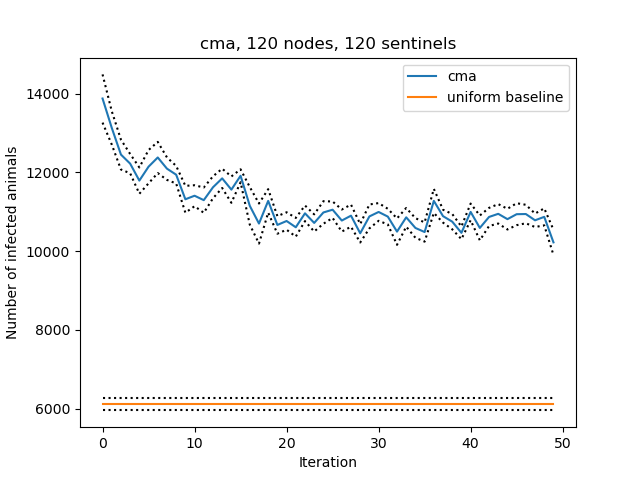 cma, 120 nodes, 120 sentinels
cma
uniform baseline
Number of infected animals
14000
12000
10000
8000
6000
0 10 20 30 40 50
Iteration